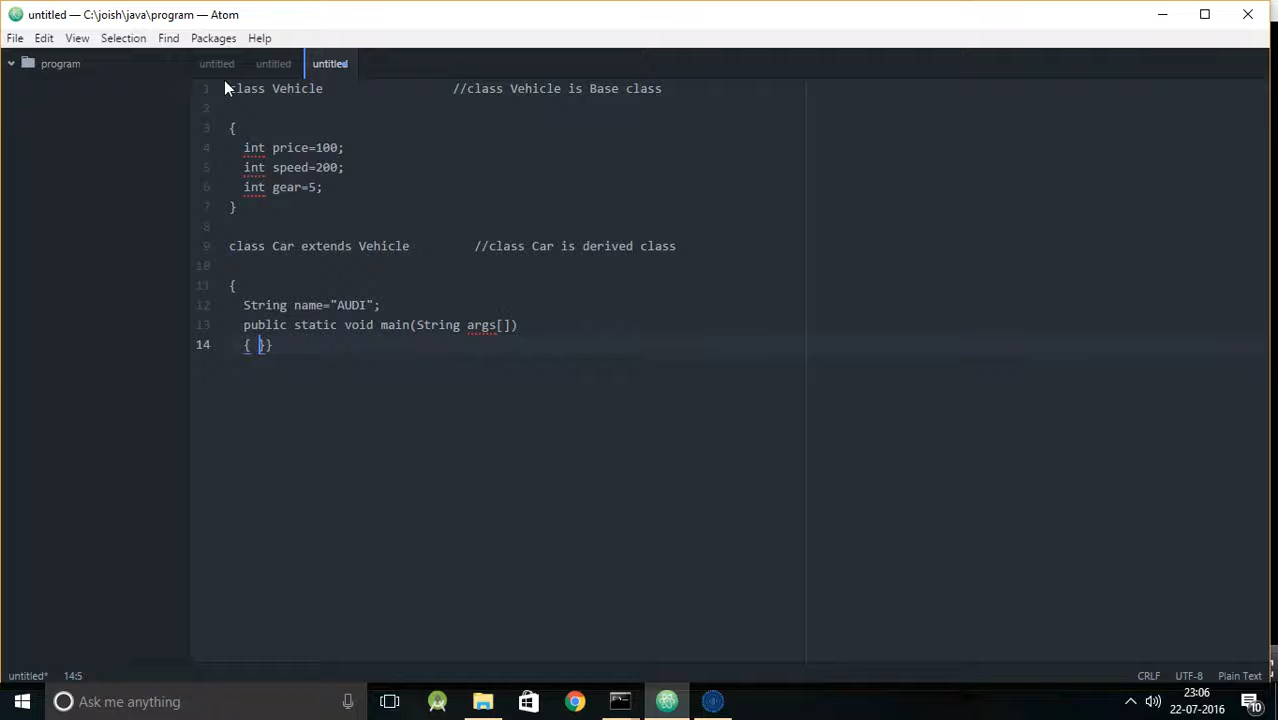 untitled — C:\joish\java\program — Atom
File Edit View Selection Find Packages Help
program
untitled untitled untitled
1 class Vehicle //class Vehicle is Base class
2
3 {
4 int price=100;
5 int speed=200;
6 int gear=5;
7 }
8
9 class Car extends Vehicle //class Car is derived class
10
11 {
12 String name="AUDI";
13 public static void main(String args[])
14 { }}
untitled* 14:5 CRLF UTF-8 Plain Text
Ask me anything
23:06
22-07-2016
10